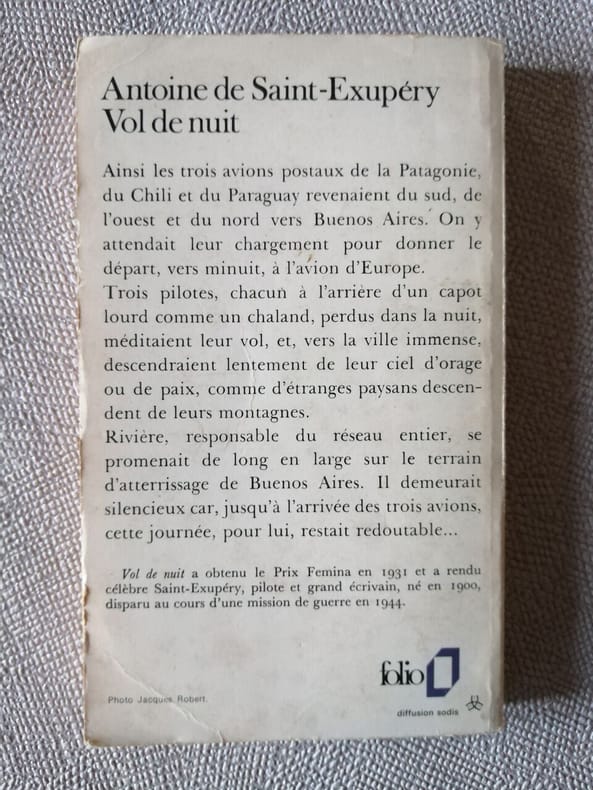 Antoine de Saint-Exupéry
Vol de nuit
Ainsi les trois avions postaux de la Patagonie,
du Chili et du Paraguay revenaient du sud, de
l'ouest et du nord vers Buenos Aires. On y
attendait leur chargement pour donner le
départ, vers minuit, à l'avion d'Europe.
Trois pilotes, chacun à l'arrière d'un capot
lourd comme un chaland, perdus dans la nuit,
méditaient leur vol, et, vers la ville immense,
descendraient lentement de leur ciel d'orage
ou de paix, comme d'étranges paysans descen-
dent de leurs montagnes.
Rivière, responsable du réseau entier, se
promenait de long en large sur le terrain
d'atterrissage de Buenos Aires. Il demeurait
silencieux car, jusqu'à l'arrivée des trois avions,
cette journée, pour lui, restait redoutable...
Vol de nuit a obtenu le Prix Femina en 1931 et a rendu
célèbre Saint-Exupéry, pilote et grand écrivain, né en 1900,
disparu au cours d'une mission de guerre en 1944.
folio
Photo Jacques Robert.
diffusion sodis